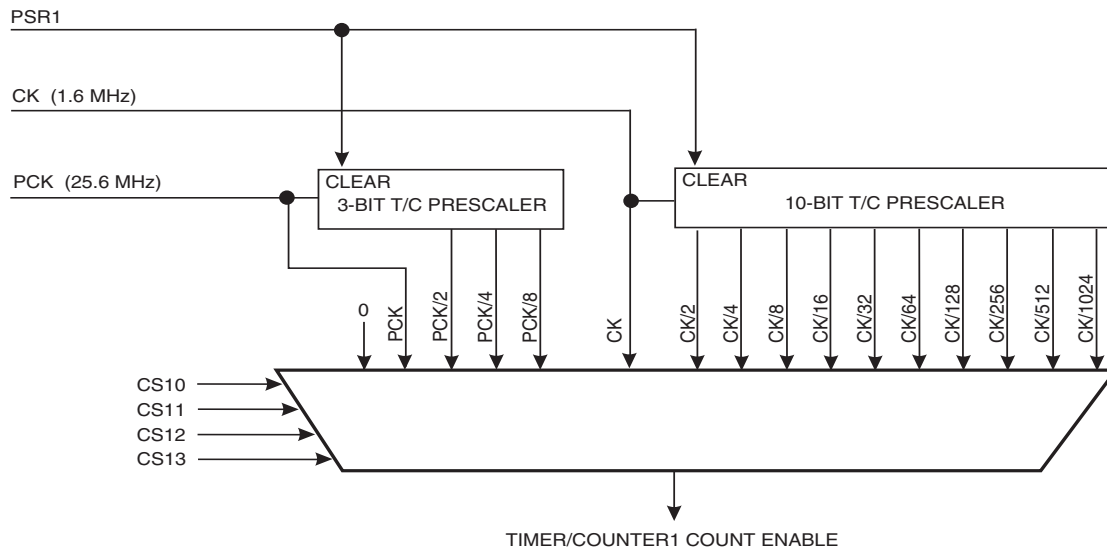 PSR1
CK (1.6 MHz)
PCK (25.6 MHz)
CLEAR
3-BIT T/C PRESCALER
CLEAR
10-BIT T/C PRESCALER
0
PCK
PCK/2
PCK/4
PCK/8
CK
CK/2
CK/4
CK/8
CK/16
CK/32
CK/64
CK/128
CK/256
CK/512
CK/1024
CS10
CS11
CS12
CS13
TIMER/COUNTER1 COUNT ENABLE